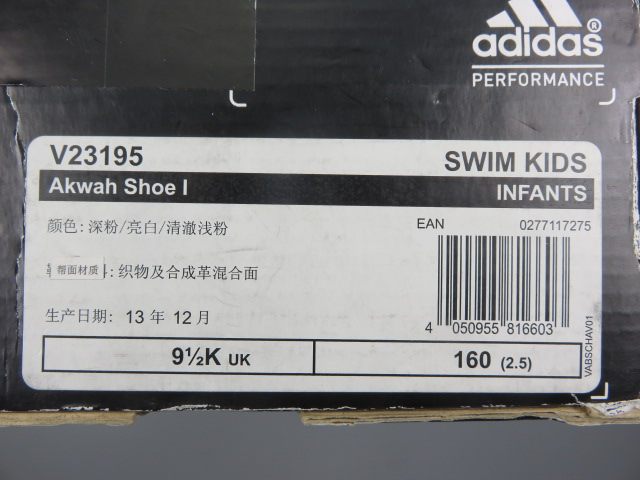 adidas®
PERFORMANCE
V23195 SWIM KIDS
Akwah Shoe I INFANTS
颜色: 深粉/亮白/清澈浅粉 EAN 0277117275
帮面材质: 织物及合成革混合面
生产日期: 13 年 12 月
4 050955 816603
VABSCHAV01
9½K UK 160 (2.5)